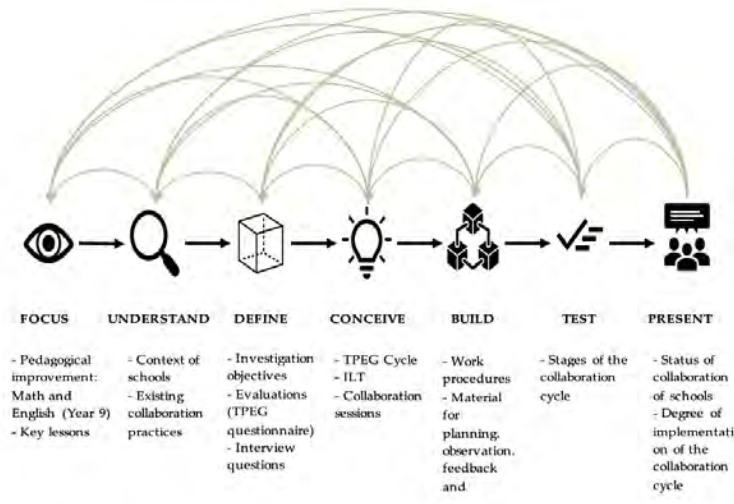 FOCUS UNDERSTAND DEFINE CONCEIVE BUILD TEST PRESENT
- Pedagogical
improvement:
Math and
English (Year 9)
- Key lessons
- Context of
schools
- Existing
collaboration
practices
- Investigation
objectives
- Evaluations
(TPEG
questionnaire)
- Interview
questions
- TPEG Cycle
- ILT
- Collaboration
sessions
- Work
procedures
- Material
for
planning,
observation,
feedback
and
- Stages of the
collaboration
cycle
- Status of
collaboration
of schools
- Degree of
implementati
on of the
collaboration
cycle